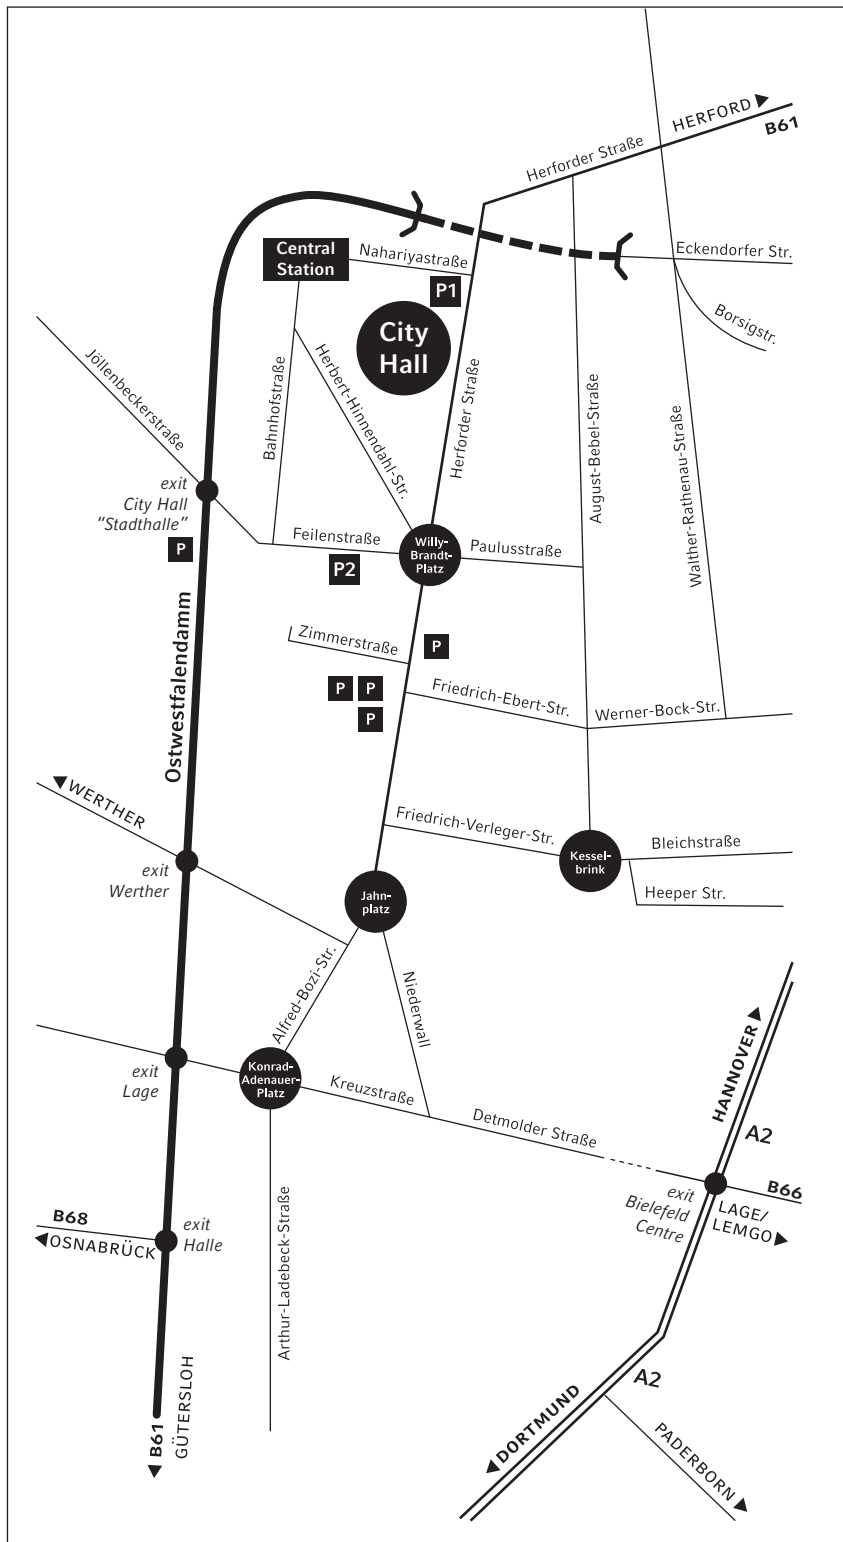 HERFORD
B61
Herforder Straße
Central
Station
Nahariyastraße
Eckendorfer Str.
P1
Borsigstr.
City
Hall
Jöllenbeckerstraße
Bahnhofstraße
Herbert-Hinnendahl-Str.
Herforder Straße
August-Bebel-Straße
Walther-Rathenau-Straße
exit
City Hall
"Stadthalle"
P
Feilenstraße
Willy-
Brandt-
Platz
Paulusstraße
P2
Ostwestfalendamm
Zimmerstraße
P
P P
P
Friedrich-Ebert-Str.
Werner-Bock-Str.
WERTHER
exit
Werther
Friedrich-Verleger-Str.
Kessel-
brink
Bleichstraße
Heeper Str.
Jahn-
platz
Alfred-Bozi-Str.
Niederwall
exit
Lage
Konrad-
Adenauer-
Platz
Kreuzstraße
Detmolder Straße
HANNOVER
A2
B66
exit
Bielefeld
Centre
LAGE/
LEMGO
B68
OSNABRÜCK
exit
Halle
Arthur-Ladebeck-Straße
A2
DORTMUND
PADERBORN
B61
GÜTERSLOH